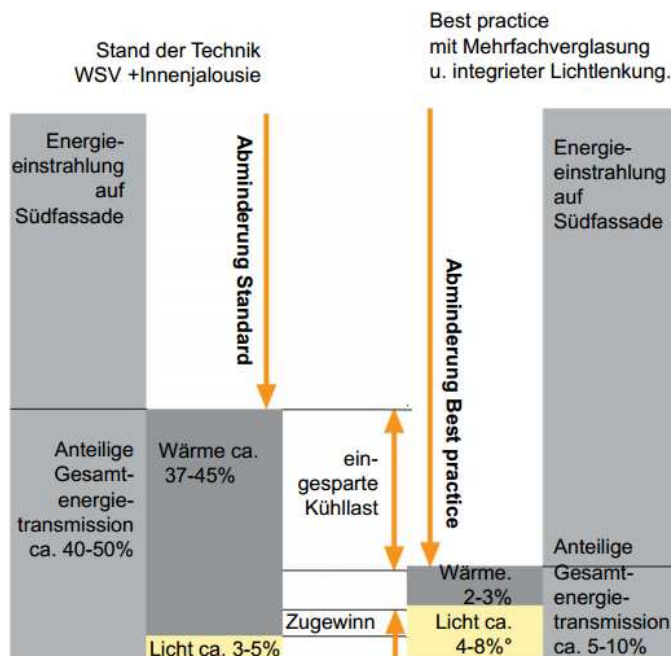 Stand der Technik
WSV +Innenjalousie
Best practice
mit Mehrfachverglasung
u. integrieter Lichtlenkung.
Energie-
einstrahlung
auf
Südfassade
Abminderung Standard
Abminderung Best practice
Energie-
einstrahlung
auf
Südfassade
Anteilige
Gesamt-
energie-
transmission
ca. 40-50%
Wärme ca.
37-45%
ein-
gesparte
Kühllast
Zugewinn
Licht ca. 3-5%
Wärme.
2-3%
Licht ca.
4-8%°
Anteilige
Gesamt-
energie-
transmission
ca. 5-10%